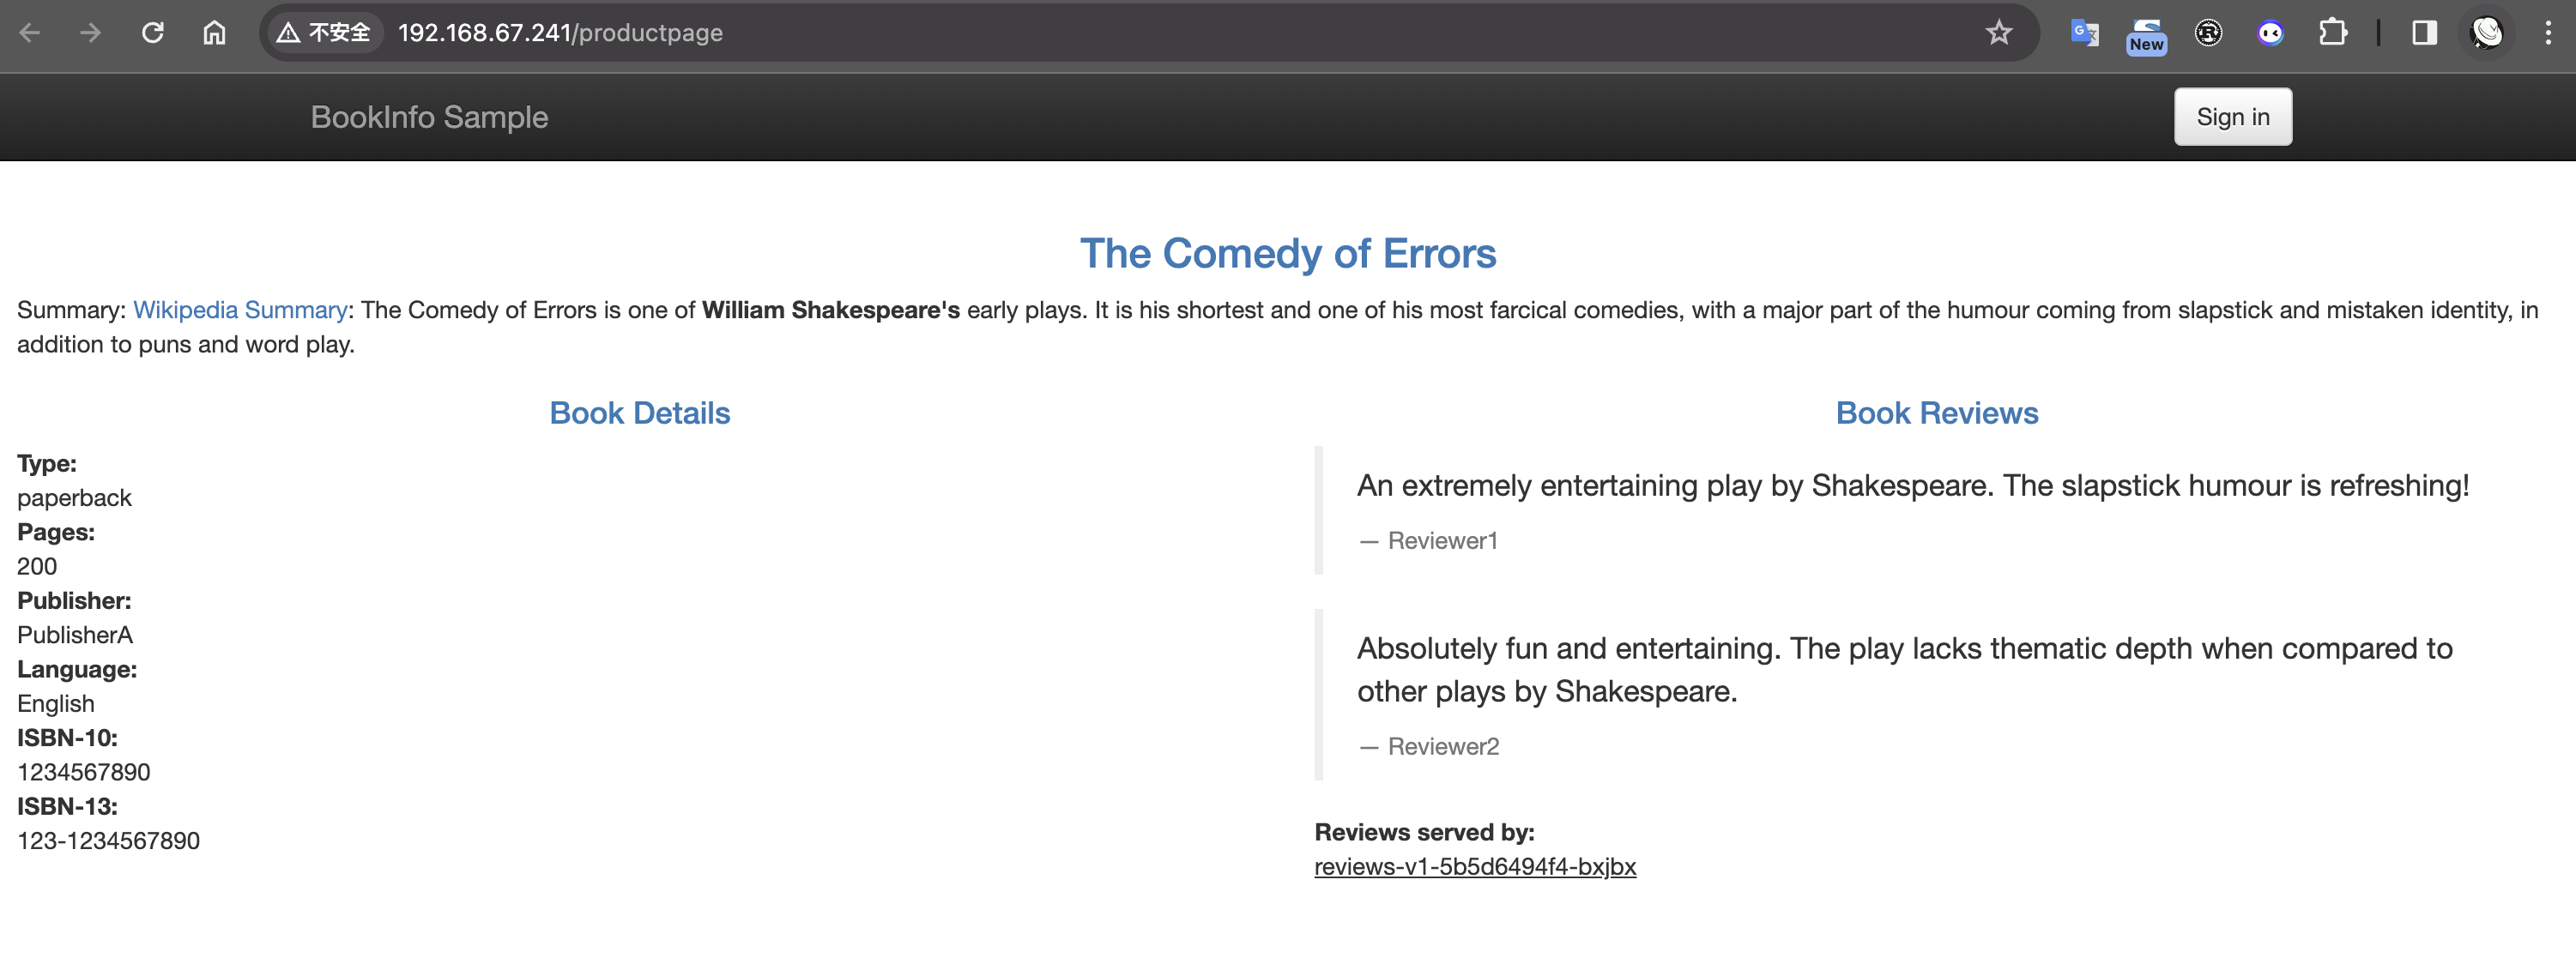 不安全 192.168.67.241/productpage
New
BookInfo Sample
Sign in
The Comedy of Errors
Summary: Wikipedia Summary: The Comedy of Errors is one of William Shakespeare's early plays. It is his shortest and one of his most farcical comedies, with a major part of the humour coming from slapstick and mistaken identity, in
addition to puns and word play.
Book Details
Type:
paperback
Pages:
200
Publisher:
PublisherA
Language:
English
ISBN-10:
1234567890
ISBN-13:
123-1234567890
Book Reviews
An extremely entertaining play by Shakespeare. The slapstick humour is refreshing!
— Reviewer1
Absolutely fun and entertaining. The play lacks thematic depth when compared to
other plays by Shakespeare.
— Reviewer2
Reviews served by:
reviews-v1-5b5d6494f4-bxjbx